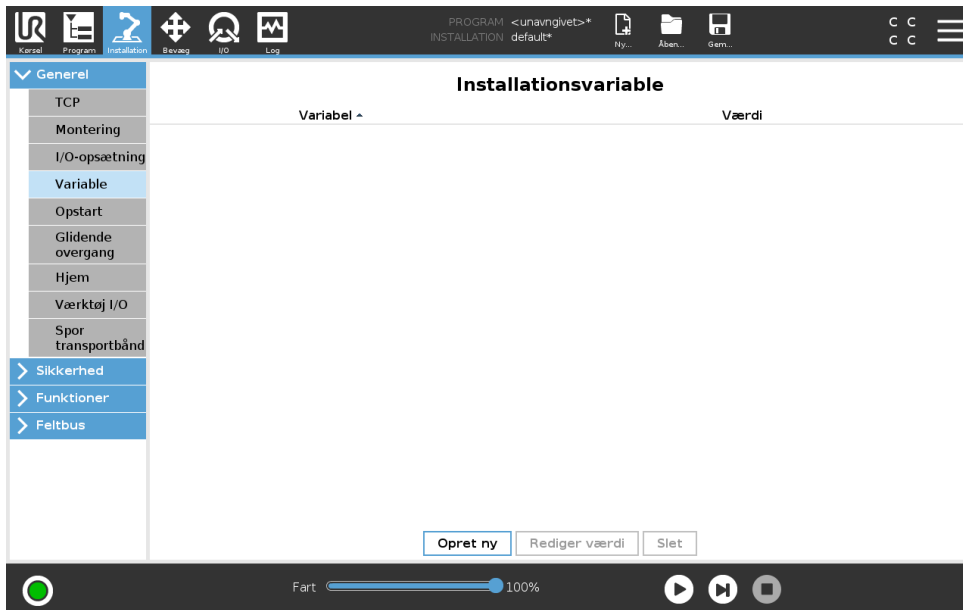 PROGRAM <unavngivet>*
INSTALLATION default*
Kørsel Program Installation Bevæg I/O Log Ny... Åben... Gem...
C C
C C
Generel
TCP
Montering
I/O-opsætning
Variable
Opstart
Glidende
overgang
Hjem
Værktøj I/O
Spor
transportbånd
Sikkerhed
Funktioner
Feltbus
Installationsvariable
Variabel Værdi
Opret ny Rediger værdi Slet
Fart 100%